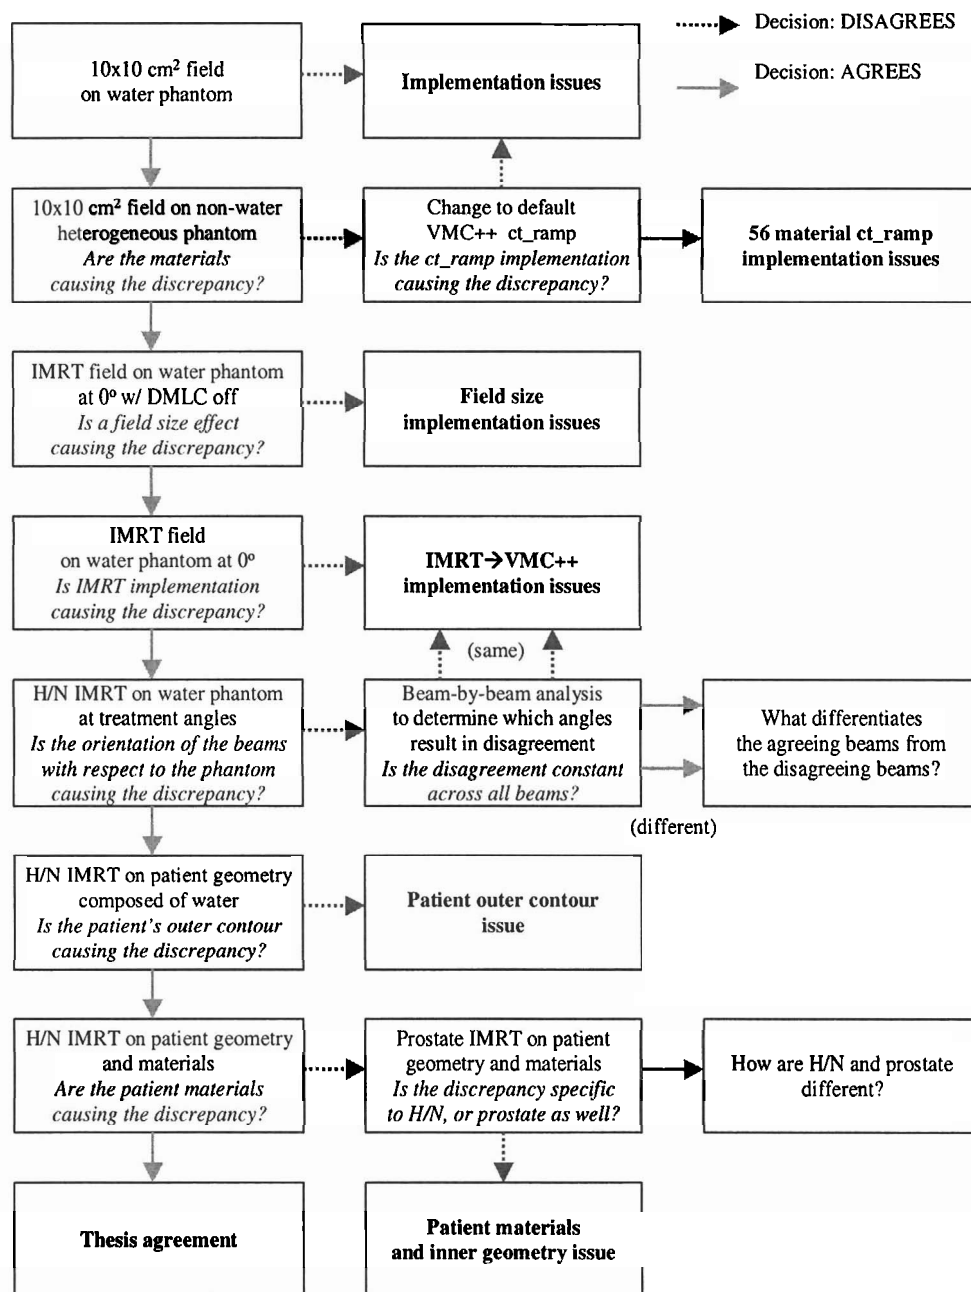 Decision: DISAGREES
Decision: AGREES
10x10 cm² field
on water phantom
Implementation issues
10x10 cm² field on non-water
heterogeneous phantom
Are the materials
causing the discrepancy?
Change to default
VMC++ ct_ramp
Is the ct_ramp implementation
causing the discrepancy?
56 material ct_ramp
implementation issues
IMRT field on water phantom
at 0º w/ DMLC off
Is a field size effect
causing the discrepancy?
Field size
implementation issues
IMRT field
on water phantom at 0º
Is IMRT implementation
causing the discrepancy?
IMRT→VMC++
implementation issues
(same)
H/N IMRT on water phantom
at treatment angles
Is the orientation of the beams
with respect to the phantom
causing the discrepancy?
Beam-by-beam analysis
to determine which angles
result in disagreement
Is the disagreement constant
across all beams?
What differentiates
the agreeing beams from
the disagreeing beams?
(different)
H/N IMRT on patient geometry
composed of water
Is the patient's outer contour
causing the discrepancy?
Patient outer contour
issue
H/N IMRT on patient geometry
and materials
Are the patient materials
causing the discrepancy?
Prostate IMRT on patient
geometry and materials
Is the discrepancy specific
to H/N, or prostate as well?
How are H/N and prostate
different?
Thesis agreement
Patient materials
and inner geometry issue